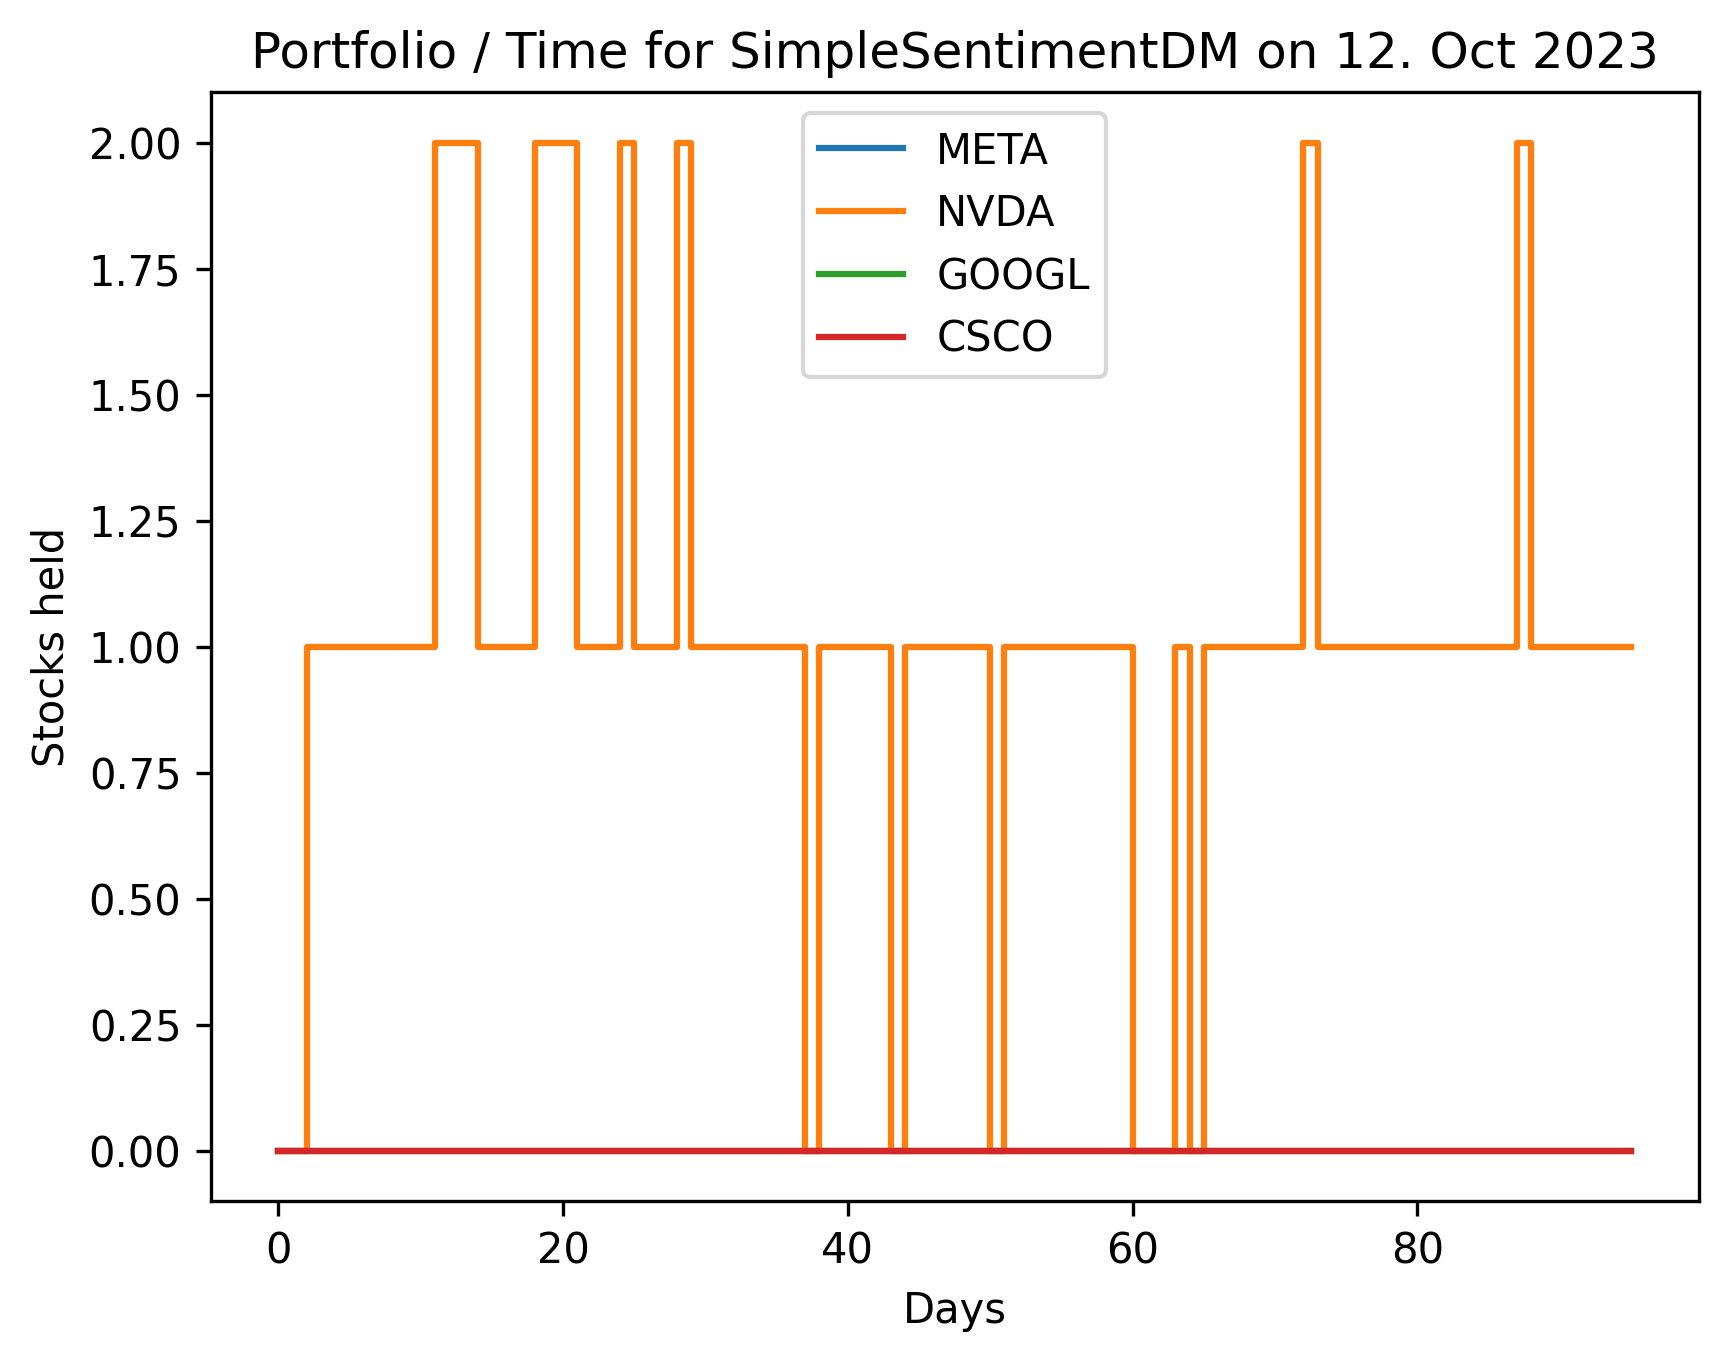 Portfolio / Time for SimpleSentimentDM on 12. Oct 2023
META
NVDA
GOOGL
CSCO
2.00
1.75
1.50
1.25
1.00
0.75
0.50
0.25
0.00
Stocks held
0 20 40 60 80
Days